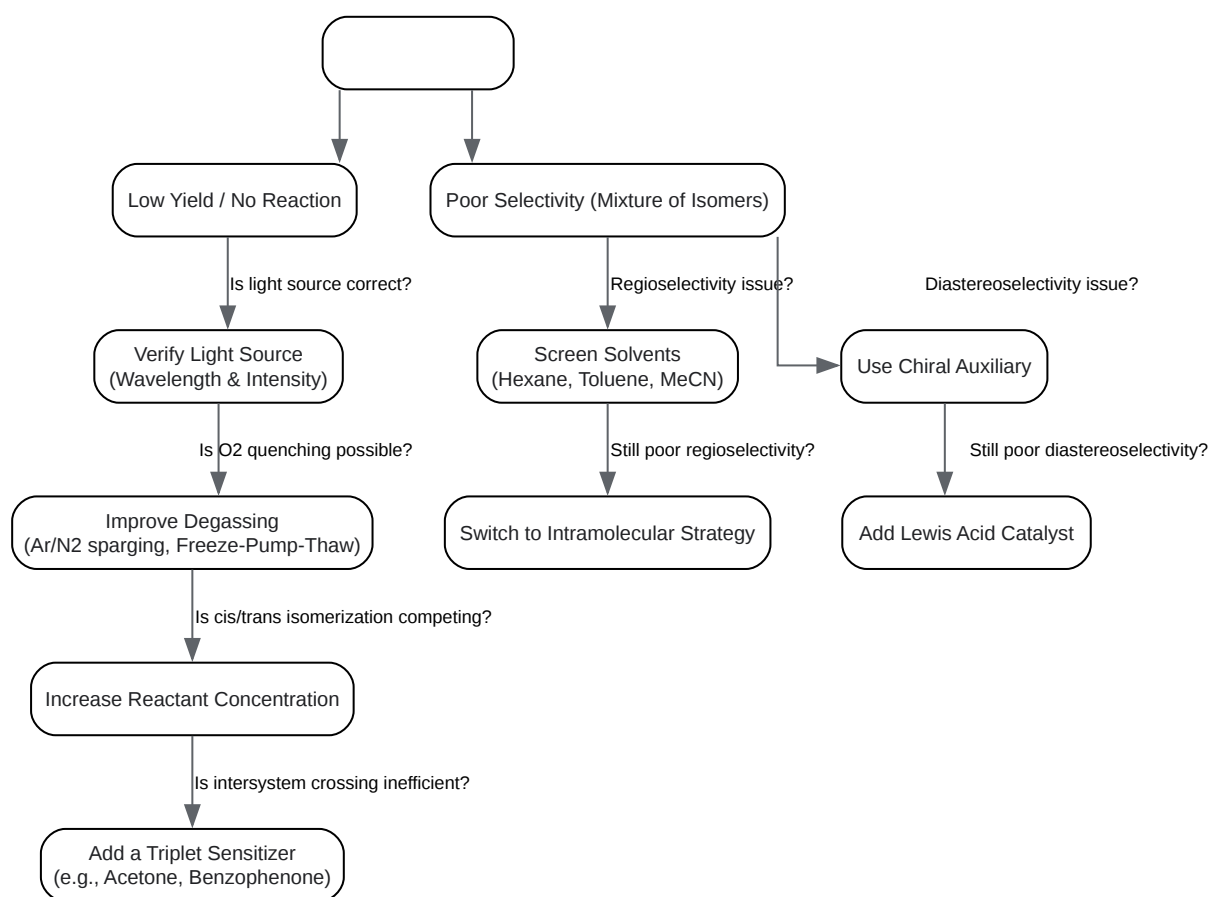 Low Yield / No Reaction
Poor Selectivity (Mixture of Isomers)
Is light source correct?
Regioselectivity issue?
Diastereoselectivity issue?
Verify Light Source
(Wavelength & Intensity)
Screen Solvents
(Hexane, Toluene, MeCN)
Use Chiral Auxiliary
Is O2 quenching possible?
Still poor regioselectivity?
Still poor diastereoselectivity?
Improve Degassing
(Ar/N2 sparging, Freeze-Pump-Thaw)
Switch to Intramolecular Strategy
Add Lewis Acid Catalyst
Is cis/trans isomerization competing?
Increase Reactant Concentration
Is intersystem crossing inefficient?
Add a Triplet Sensitizer
(e.g., Acetone, Benzophenone)